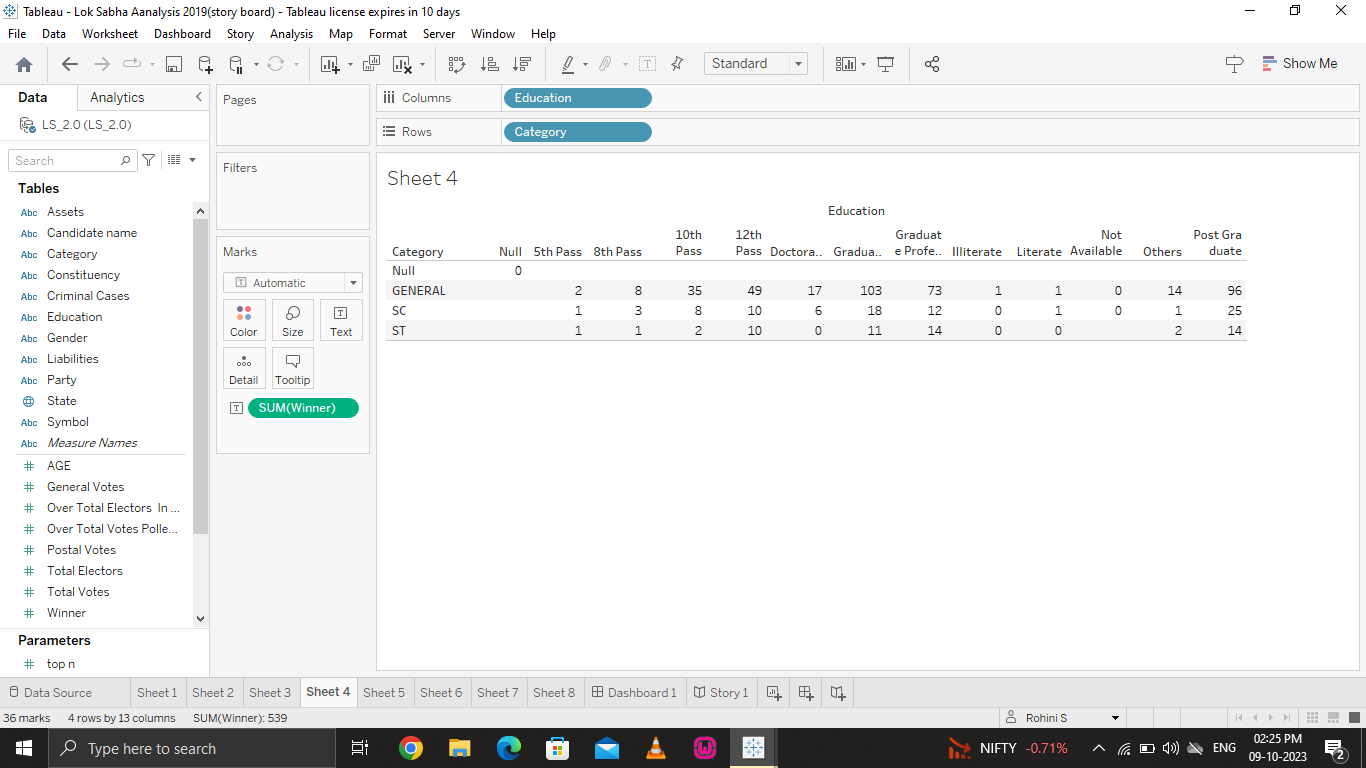 Tableau - Lok Sabha Aanalysis 2019(story board) - Tableau license expires in 10 days
File Data Worksheet Dashboard Story Analysis Map Format Server Window Help
Standard Show Me
Data Analytics
LS_2.0 (LS_2.0)
Search
Tables
Abc Assets
Abc Candidate name
Abc Category
Abc Constituency
Abc Criminal Cases
Abc Education
Abc Gender
Abc Liabilities
Abc Party
State
Abc Symbol
Abc Measure Names
# AGE
# General Votes
# Over Total Electors In ...
# Over Total Votes Polle...
# Postal Votes
# Total Electors
# Total Votes
# Winner
Parameters
# top n
Pages
Filters
Marks
T Automatic
Color Size Text
Detail Tooltip
T SUM(Winner)
Columns Education
Rows Category
Sheet 4
Education
10th 12th Graduat Not Post Gra
Category Null 5th Pass 8th Pass Pass Pass Doctora.. Gradua.. e Profe.. Illiterate Literate Available Others duate
Null 0
GENERAL 2 8 35 49 17 103 73 1 1 0 14 96
SC 1 3 8 10 6 18 12 0 1 0 1 25
ST 1 1 2 10 0 11 14 0 0 2 14
Data Source Sheet 1 Sheet 2 Sheet 3 Sheet 4 Sheet 5 Sheet 6 Sheet 7 Sheet 8 Dashboard 1 Story 1
36 marks 4 rows by 13 columns SUM(Winner): 539 Rohini S
Type here to search NIFTY -0.71% ENG 02:25 PM
09-10-2023 2